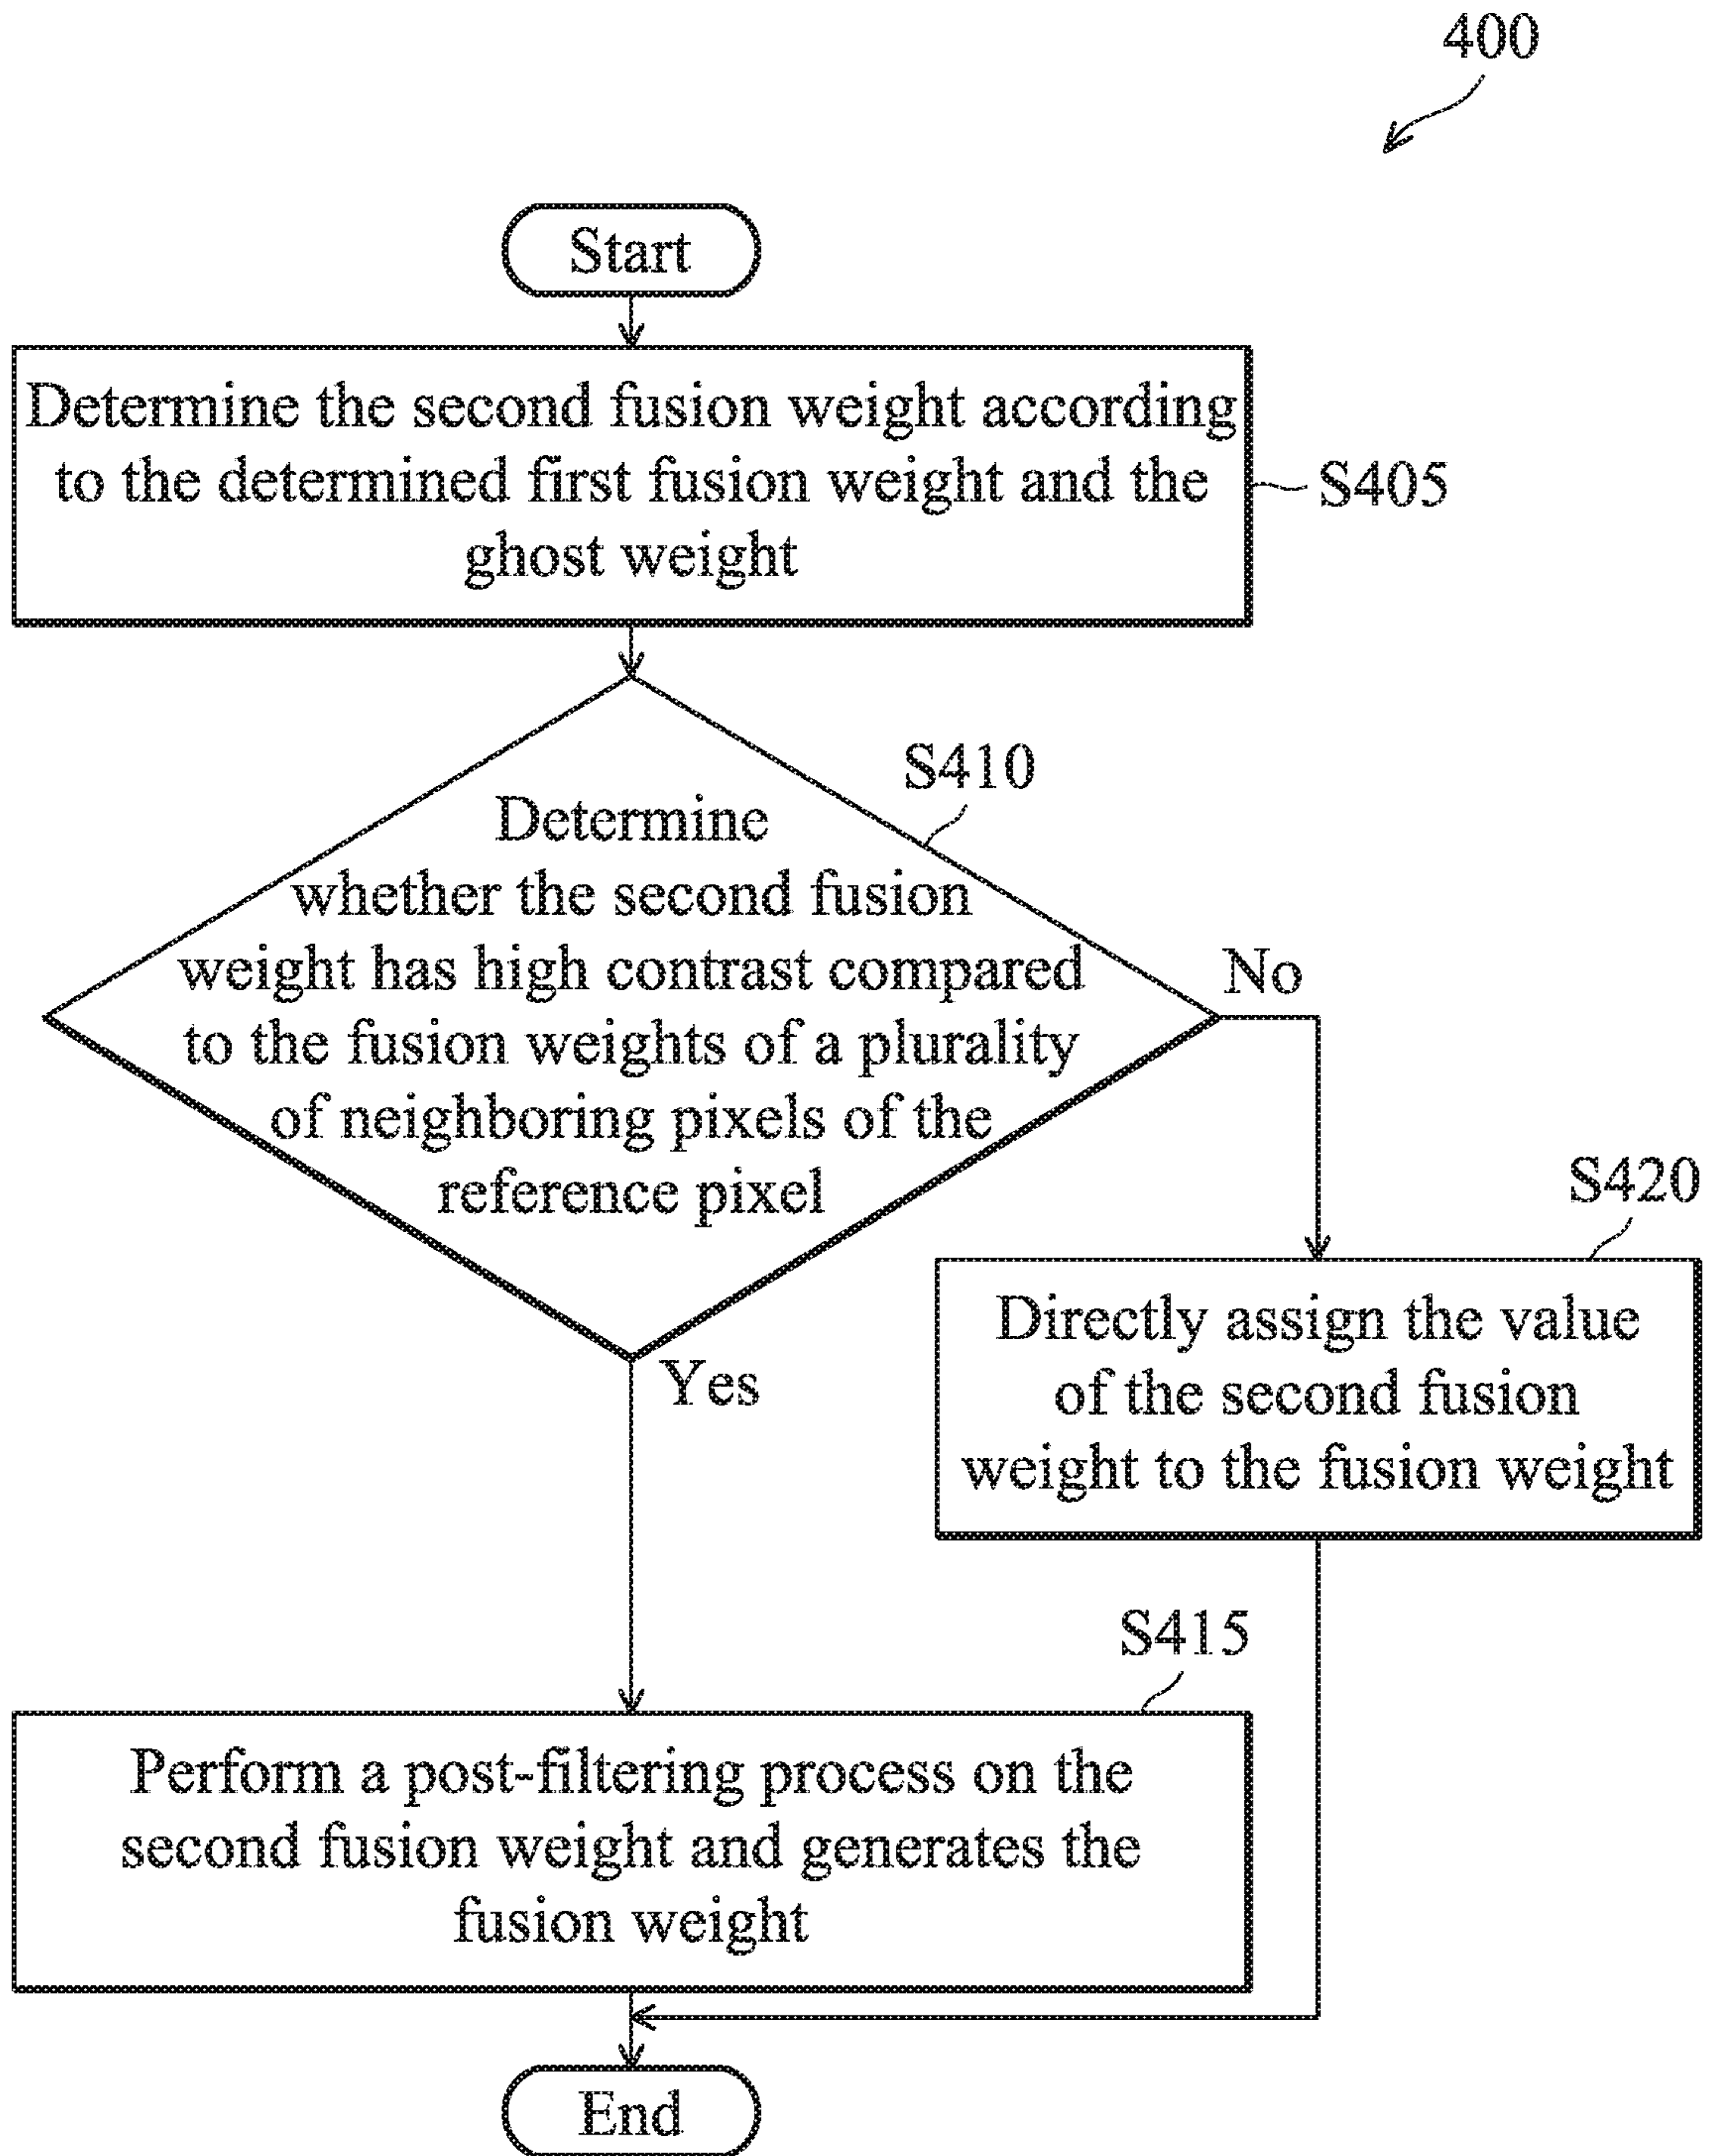 400
Start
Determine the second fusion weight according
to the determined first fusion weight and the
ghost weight
S405
S410
Determine
whether the second fusion
weight has high contrast compared
to the fusion weights of a plurality
of neighboring pixels of the
reference pixel
No
Yes
S420
Directly assign the value
of the second fusion
weight to the fusion weight
S415
Perform a post-filtering process on the
second fusion weight and generates the
fusion weight
End